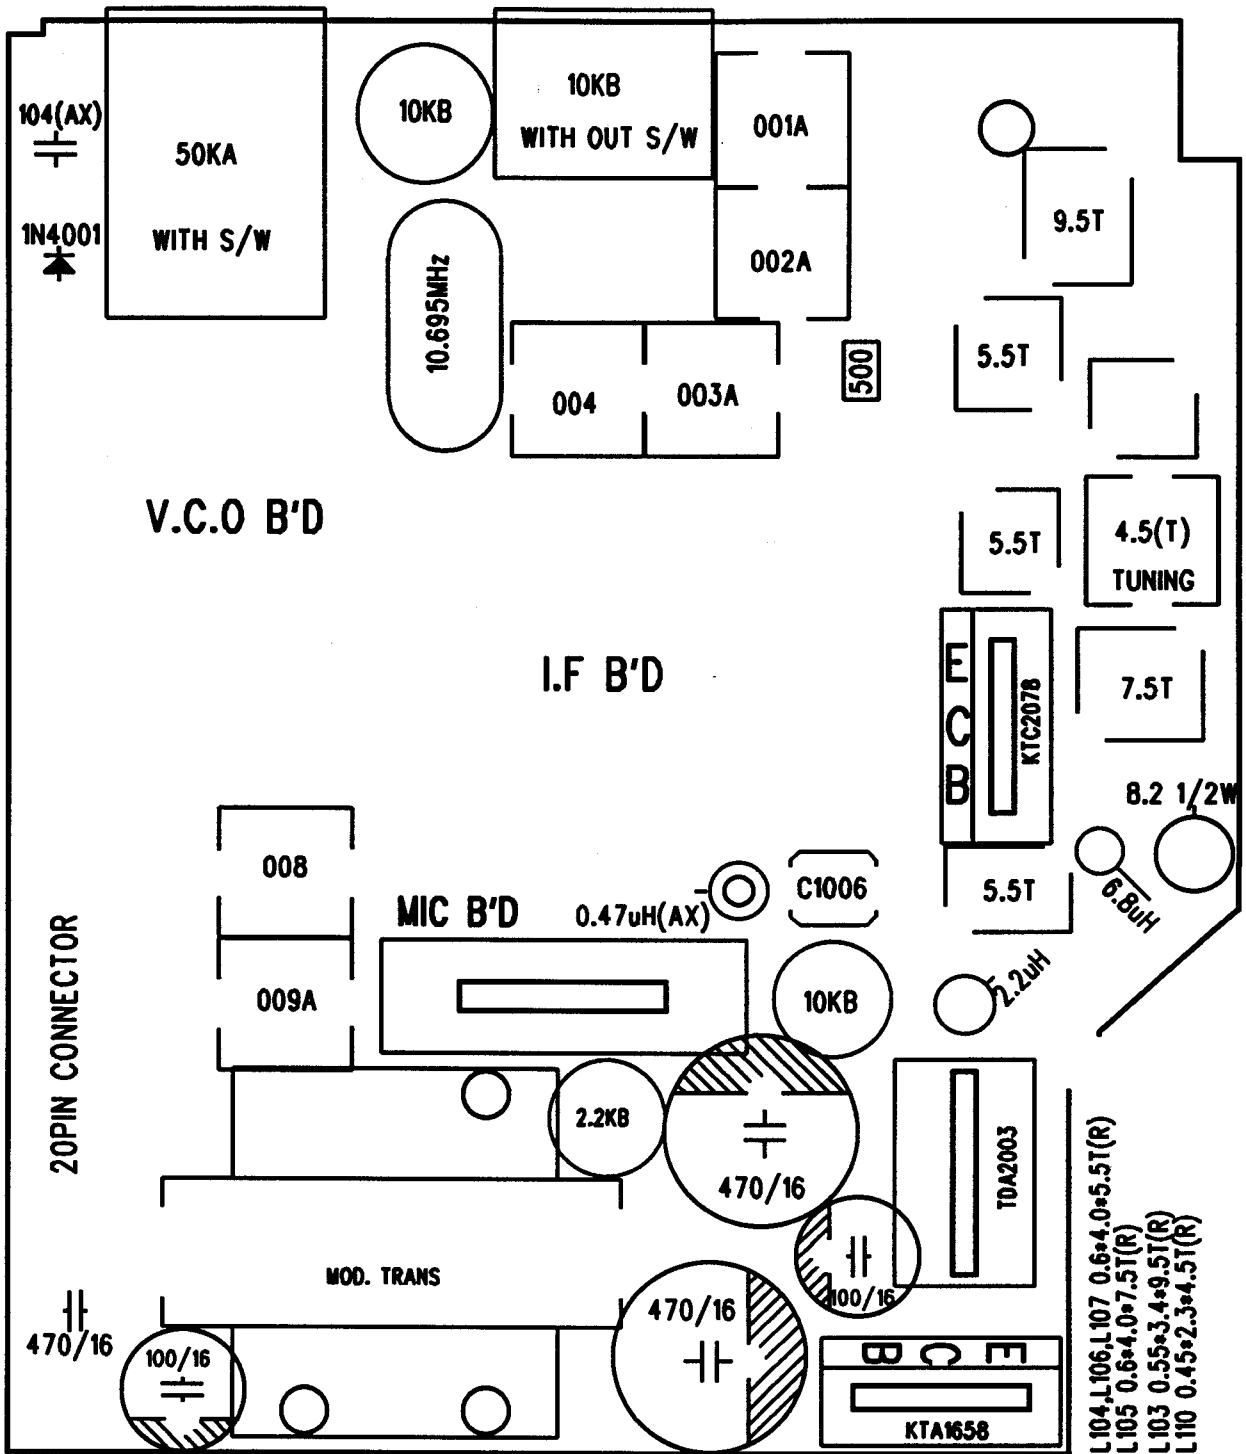 104(AX)
50KA
WITH S/W
1N4001
10KB
10KB
WITH OUT S/W
001A
002A
10.695MHz
004
003A
500
9.5T
5.5T
V.C.O B'D
5.5T
4.5(T)
TUNING
I.F B'D
E
C
B
KTC2078
7.5T
8.2 1/2W
008
MIC B'D
0.47uH(AX)
C1006
5.5T
6.8uH
009A
10KB
2.2uH
20PIN CONNECTOR
2.2KB
470/16
TDA2003
MOD. TRANS
470/16
100/16
470/16
100/16
B C E
KTA1658
L104,L106,L107 0.6*4.0*5.5T(R)
L105 0.6*4.0*7.5T(R)
L103 0.55*3.4*9.5T(R)
L110 0.45*2.3*4.5T(R)